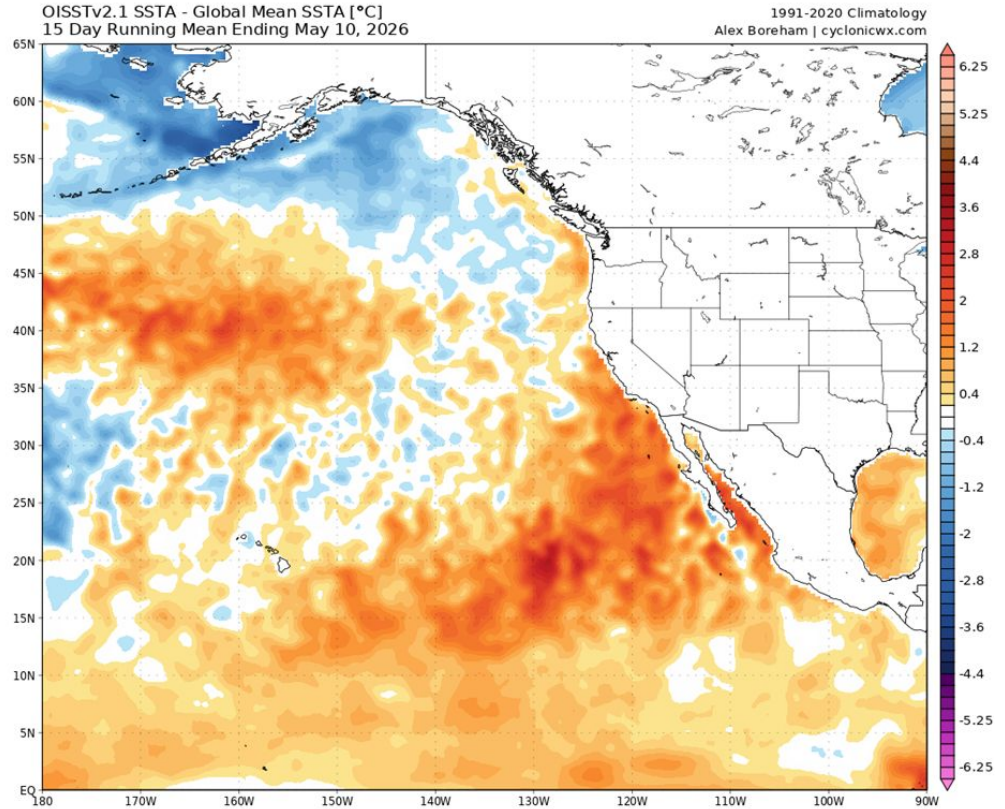 OISSTv2.1 SSTA - Global Mean SSTA [°C]
1991-2020 Climatology
15 Day Running Mean Ending May 10, 2026
Alex Boreham | cyclonicwx.com
65N
60N
55N
50N
45N
40N
35N
30N
25N
20N
15N
10N
5N
EQ
180 170W 160W 150W 140W 130W 120W 110W 100W 90W
6.25
5.25
4.4
3.6
2.8
2
1.2
0.4
-0.4
-1.2
-2
-2.8
-3.6
-4.4
-5.25
-6.25